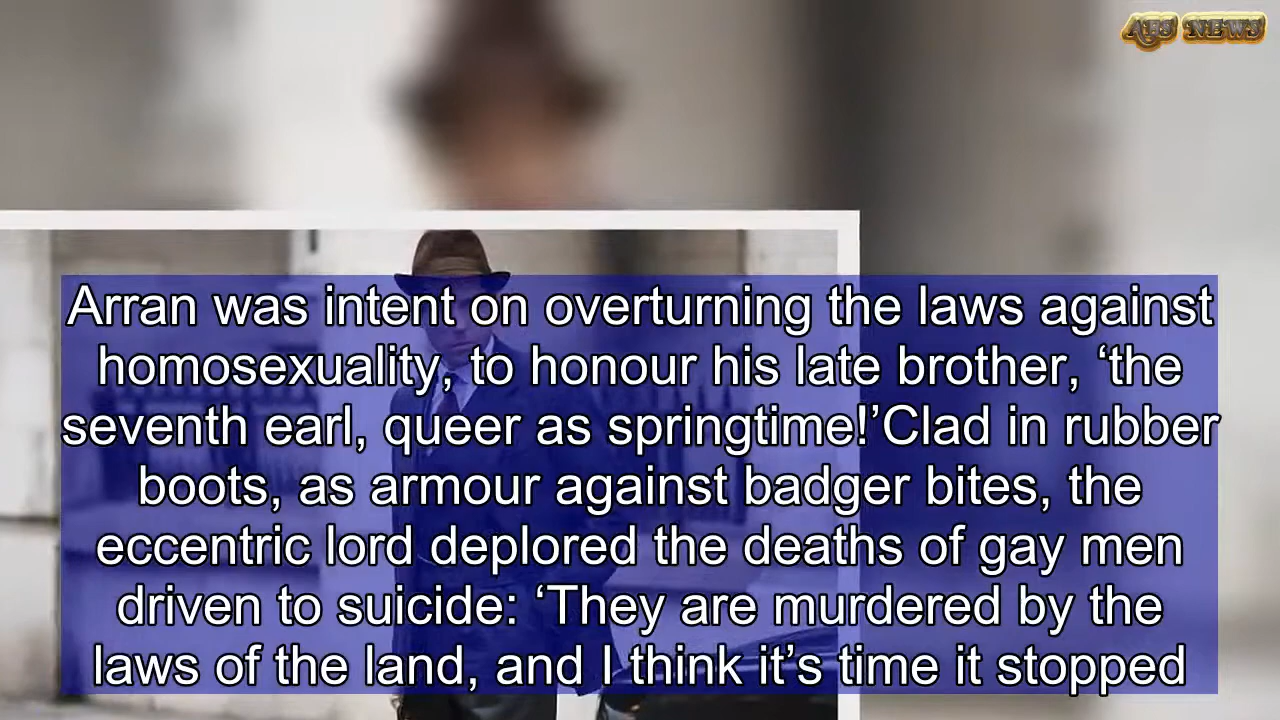 AFS NEWS
Arran was intent on overturning the laws against
homosexuality, to honour his late brother, ‘the
seventh earl, queer as springtime!’Clad in rubber
boots, as armour against badger bites, the
eccentric lord deplored the deaths of gay men
driven to suicide: ‘They are murdered by the
laws of the land, and I think it’s time it stopped